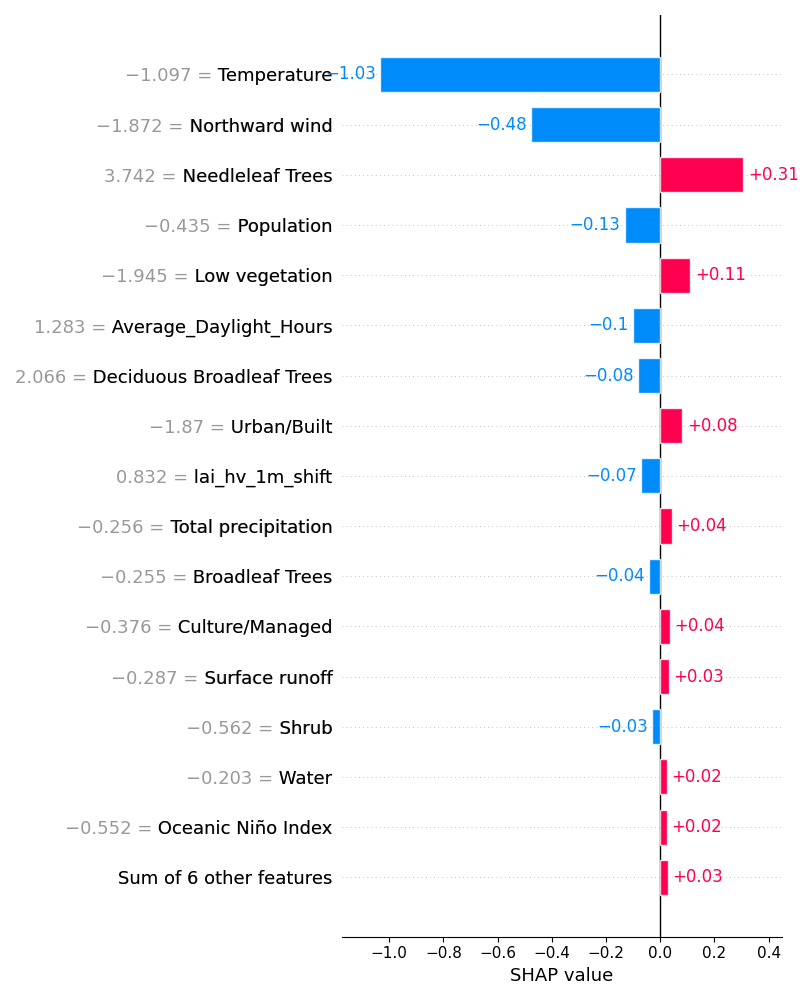 −1.097 = Temperature −1.03
−1.872 = Northward wind −0.48
3.742 = Needleleaf Trees +0.31
−0.435 = Population −0.13
−1.945 = Low vegetation +0.11
1.283 = Average_Daylight_Hours −0.1
2.066 = Deciduous Broadleaf Trees −0.08
−1.87 = Urban/Built +0.08
0.832 = lai_hv_1m_shift −0.07
−0.256 = Total precipitation +0.04
−0.255 = Broadleaf Trees −0.04
−0.376 = Culture/Managed +0.04
−0.287 = Surface runoff +0.03
−0.562 = Shrub −0.03
−0.203 = Water +0.02
−0.552 = Oceanic Niño Index +0.02
Sum of 6 other features +0.03
−1.0 −0.8 −0.6 −0.4 −0.2 0.0 0.2 0.4
SHAP value